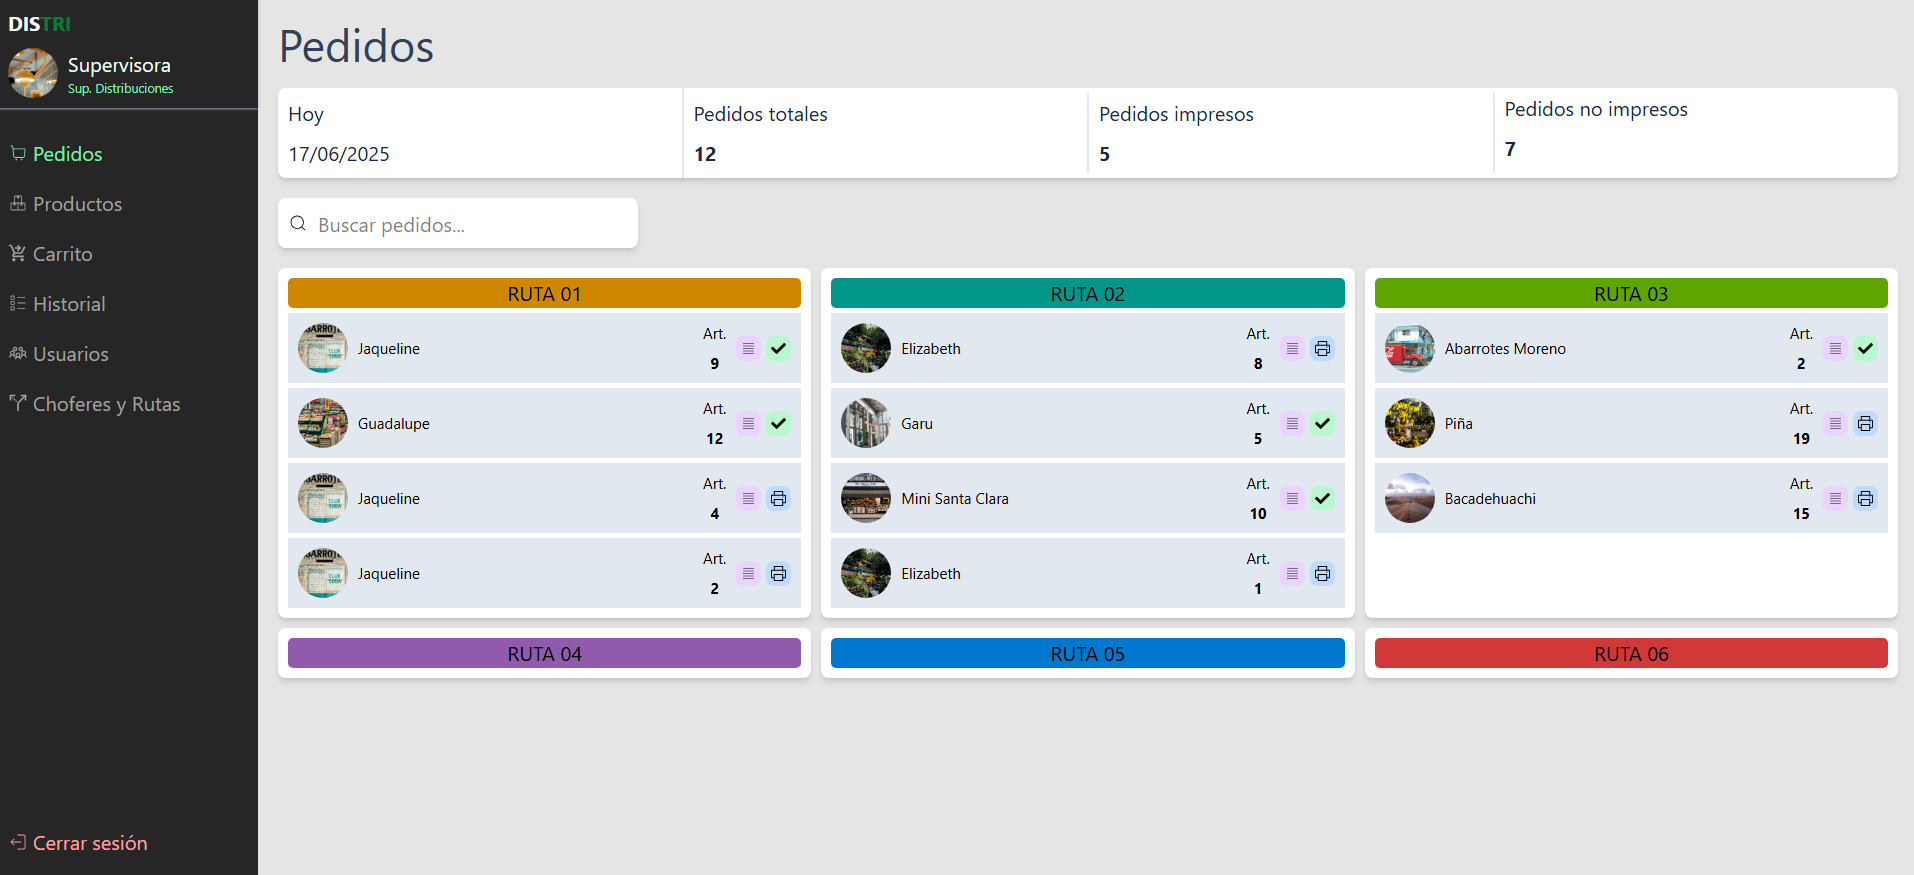 DISTRI
Supervisora
Sup. Distribuciones
Pedidos
Productos
Carrito
Historial
Usuarios
Choferes y Rutas
Cerrar sesión
Pedidos
Hoy
17/06/2025
Pedidos totales
12
Pedidos impresos
5
Pedidos no impresos
7
Buscar pedidos...
RUTA 01
Jaqueline
Art.
9
Guadalupe
Art.
12
Jaqueline
Art.
4
Jaqueline
Art.
2
RUTA 02
Elizabeth
Art.
8
Garu
Art.
5
Mini Santa Clara
Art.
10
Elizabeth
Art.
1
RUTA 03
Abarrotes Moreno
Art.
2
Piña
Art.
19
Bacadehuachi
Art.
15
RUTA 04
RUTA 05
RUTA 06